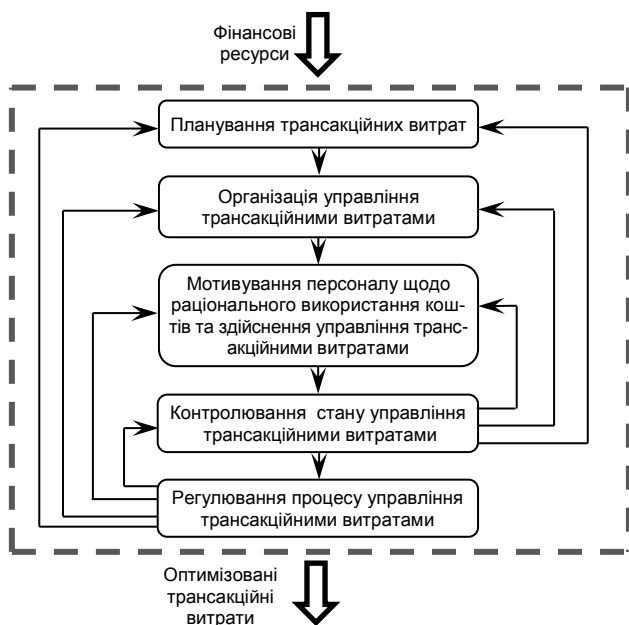 Фінансові
ресурси
Планування трансакційних витрат
Організація управління
трансакційними витратами
Мотивування персоналу щодо
раціонального використання кош-
тів та здійснення управління транс-
акційними витратами
Контролювання стану управління
трансакційними витратами
Регулювання процесу управління
трансакційними витратами
Оптимізовані
трансакційні
витрати